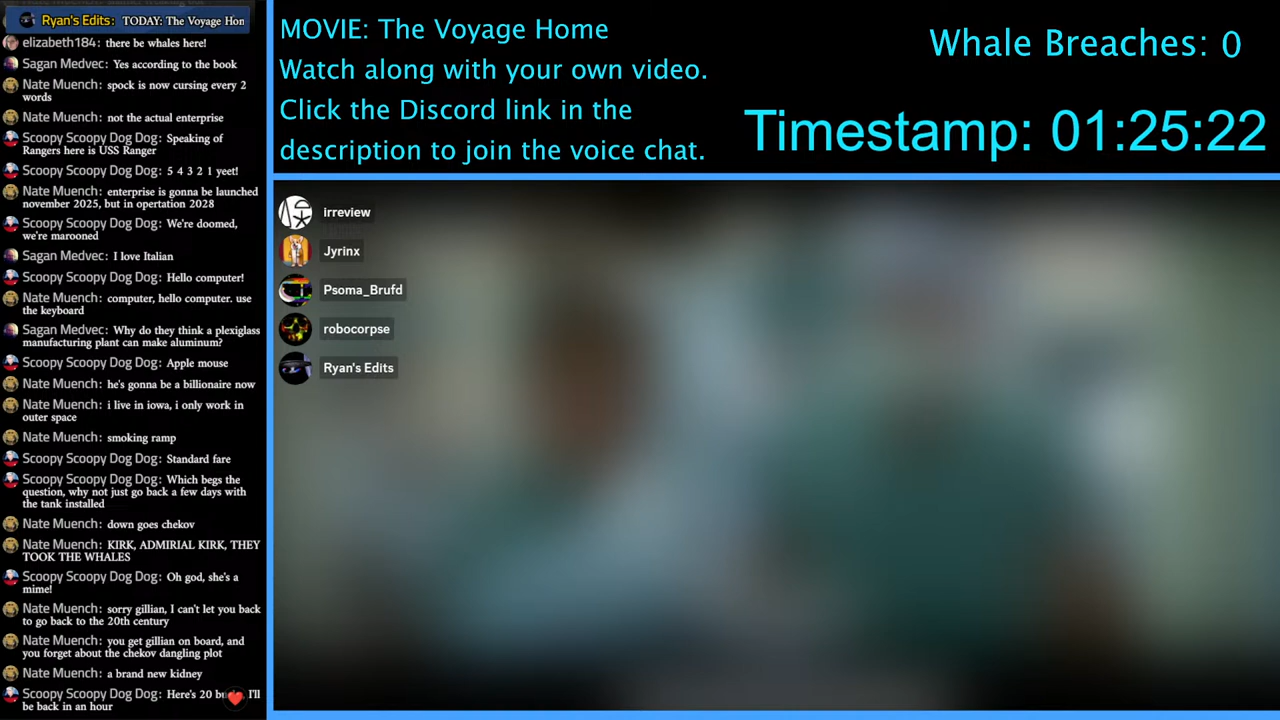 Ryan's Edits: TODAY: The Voyage Hon
elizabeth184: there be whales here!
Sagan Medvec: Yes according to the book
Nate Muench: spock is now cursing every 2
words
Nate Muench: not the actual enterprise
Scoopy Scoopy Dog Dog: Speaking of
Rangers here is USS Ranger
Scoopy Scoopy Dog Dog: 5 4 3 2 1 yeet!
Nate Muench: enterprise is gonna be launched
november 2025, but in opertation 2028
Scoopy Scoopy Dog Dog: We're doomed,
we're marooned
Sagan Medvec: I love Italian
Scoopy Scoopy Dog Dog: Hello computer!
Nate Muench: computer, hello computer. use
the keyboard
Sagan Medvec: Why do they think a plexiglass
manufacturing plant can make aluminum?
Scoopy Scoopy Dog Dog: Apple mouse
Nate Muench: he's gonna be a billionaire now
Nate Muench: i live in iowa, i only work in
outer space
Nate Muench: smoking ramp
Scoopy Scoopy Dog Dog: Standard fare
Scoopy Scoopy Dog Dog: Which begs the
question, why not just go back a few days with
the tank installed
Nate Muench: down goes chekov
Nate Muench: KIRK, ADMIRIAL KIRK, THEY
TOOK THE WHALES
Scoopy Scoopy Dog Dog: Oh god, she's a
mime!
Nate Muench: sorry gillian, I can't let you back
to go back to the 20th century
Nate Muench: you get gillian on board, and
you forget about the chekov dangling plot
Nate Muench: a brand new kidney
Scoopy Scoopy Dog Dog: Here's 20 I'll
be back in an hour
MOVIE: The Voyage Home
Watch along with your own video.
Click the Discord link in the
description to join the voice chat.
Whale Breaches: 0
Timestamp: 01:25:22
irreview
Jyrinx
Psoma_Brufd
robocorpse
Ryan's Edits